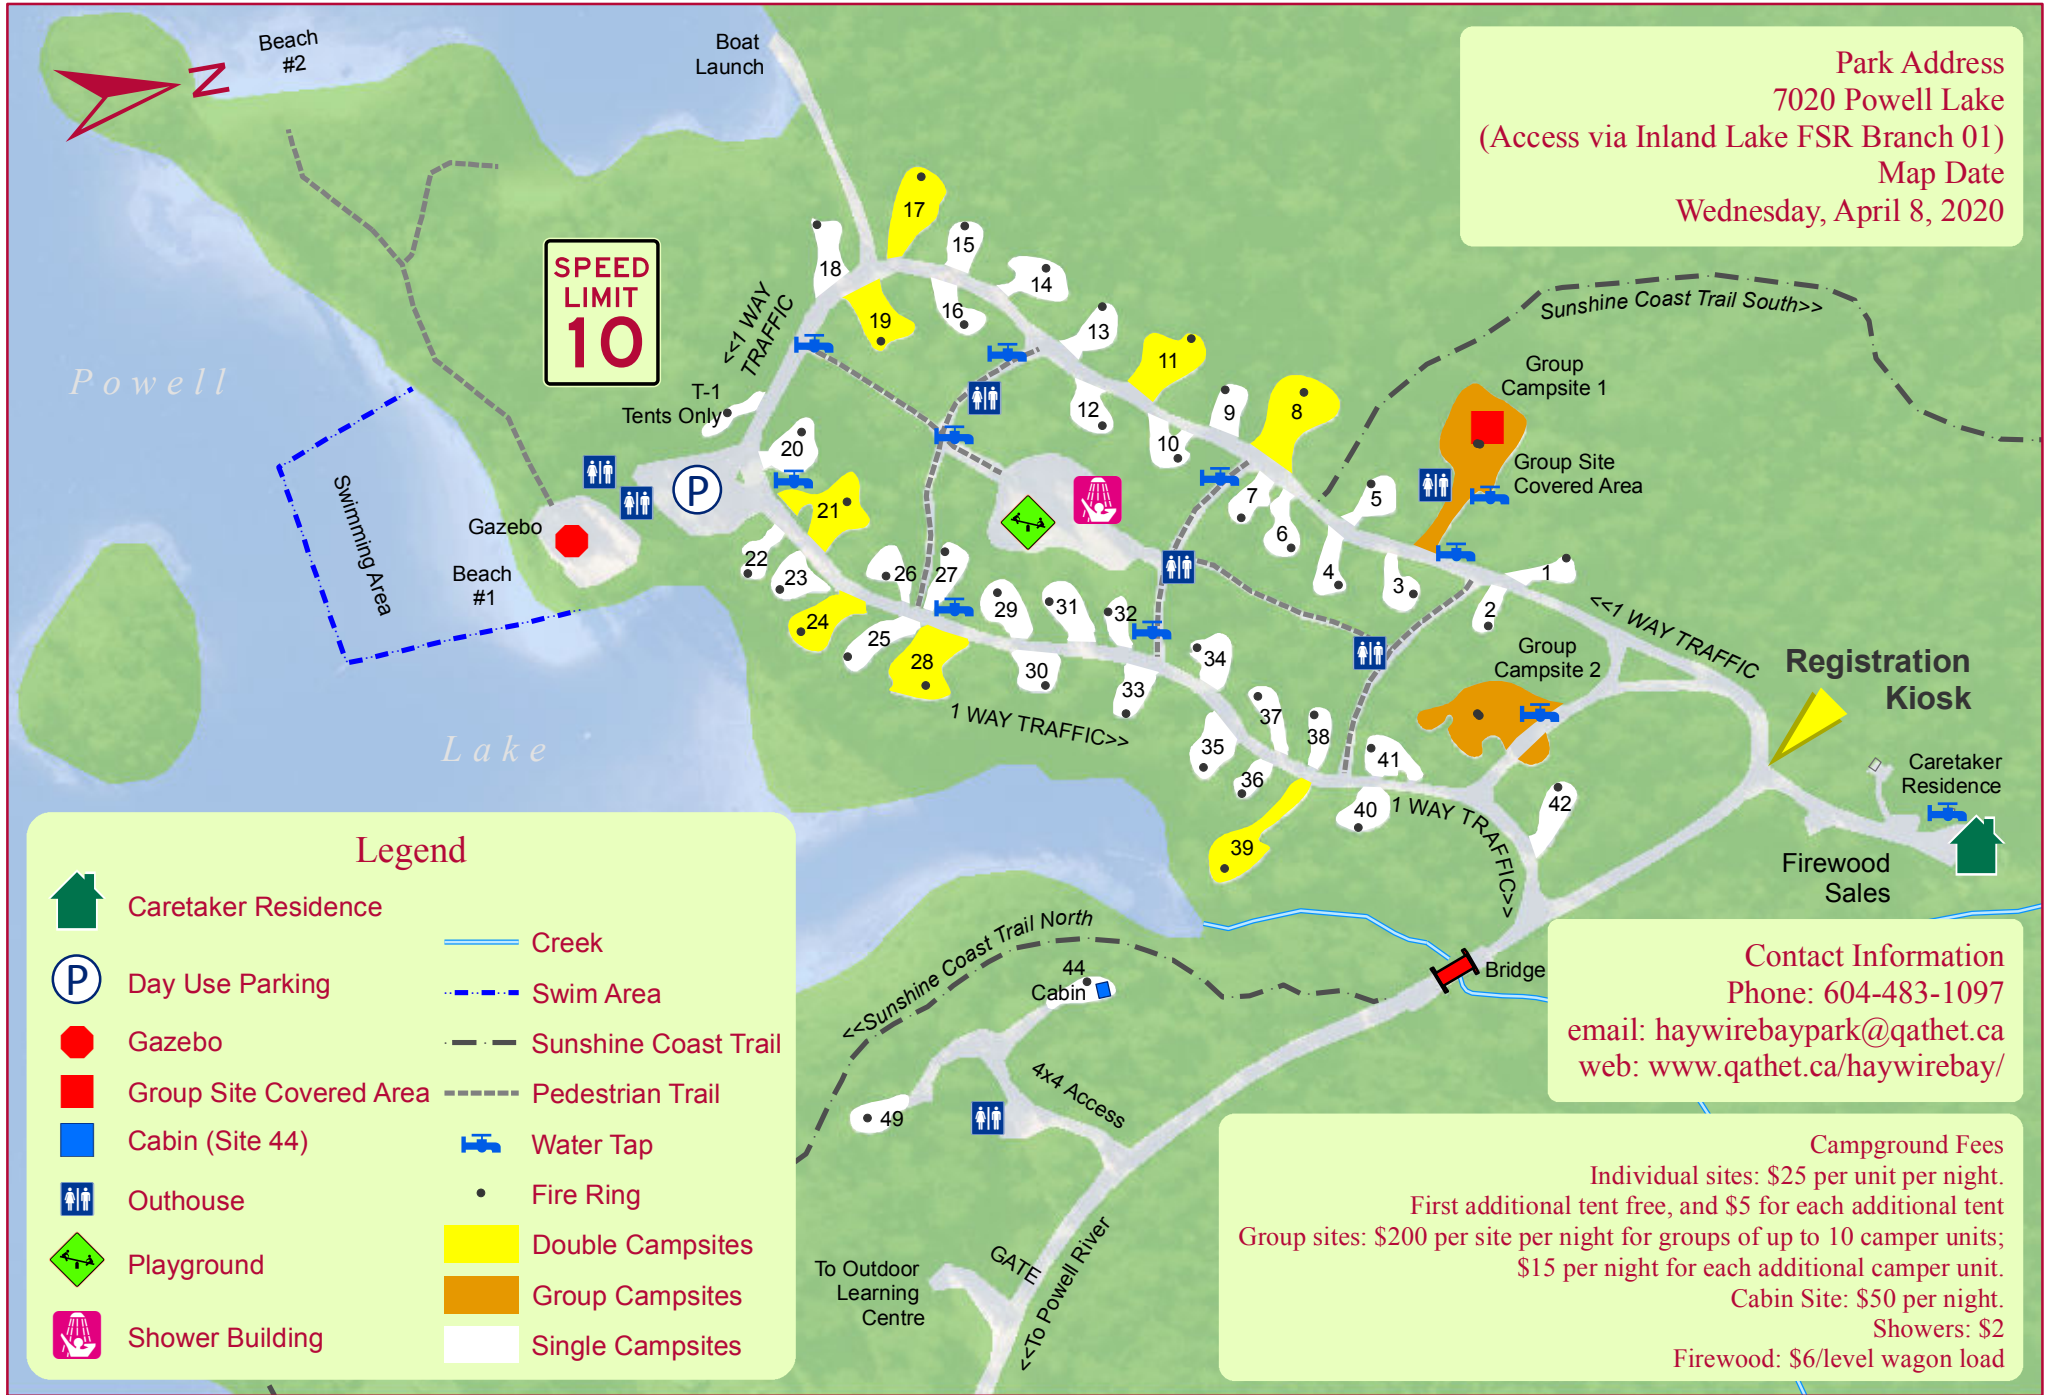 Beach
#2
N
Boat
Launch
Park Address
7020 Powell Lake
(Access via Inland Lake FSR Branch 01)
Map Date
Wednesday, April 8, 2020
SPEED
LIMIT
10
17
15
18
14
16
19
13
11
<<1 WAY
TRAFFIC
Sunshine Coast Trail South>>
Powell
T-1
Tents Only
12
9
8
10
20
Group
Campsite 1
Group Site
Covered Area
P
7
5
6
21
Swimming Area
Gazebo
Beach
#1
22
23
26
27
4
3
1
2
29
31
32
24
25
28
30
33
34
<<1 WAY TRAFFIC
Group
Campsite 2
Registration
Kiosk
1 WAY TRAFFIC>>
Lake
35
37
38
36
41
40
42
39
1 WAY TRAFFIC>>
Caretaker
Residence
Firewood
Sales
<<Sunshine Coast Trail North
44
Cabin
Bridge
4x4 Access
49
To Outdoor
Learning
Centre
GATE
<<To Powell River
Legend
Caretaker Residence
P
Day Use Parking
Gazebo
Group Site Covered Area
Cabin (Site 44)
Outhouse
Playground
Shower Building
Creek
Swim Area
Sunshine Coast Trail
Pedestrian Trail
Water Tap
Fire Ring
Double Campsites
Group Campsites
Single Campsites
Contact Information
Phone: 604-483-1097
email: haywirebaypark@qathet.ca
web: www.qathet.ca/haywirebay/
Campground Fees
Individual sites: $25 per unit per night.
First additional tent free, and $5 for each additional tent
Group sites: $200 per site per night for groups of up to 10 camper units;
$15 per night for each additional camper unit.
Cabin Site: $50 per night.
Showers: $2
Firewood: $6/level wagon load